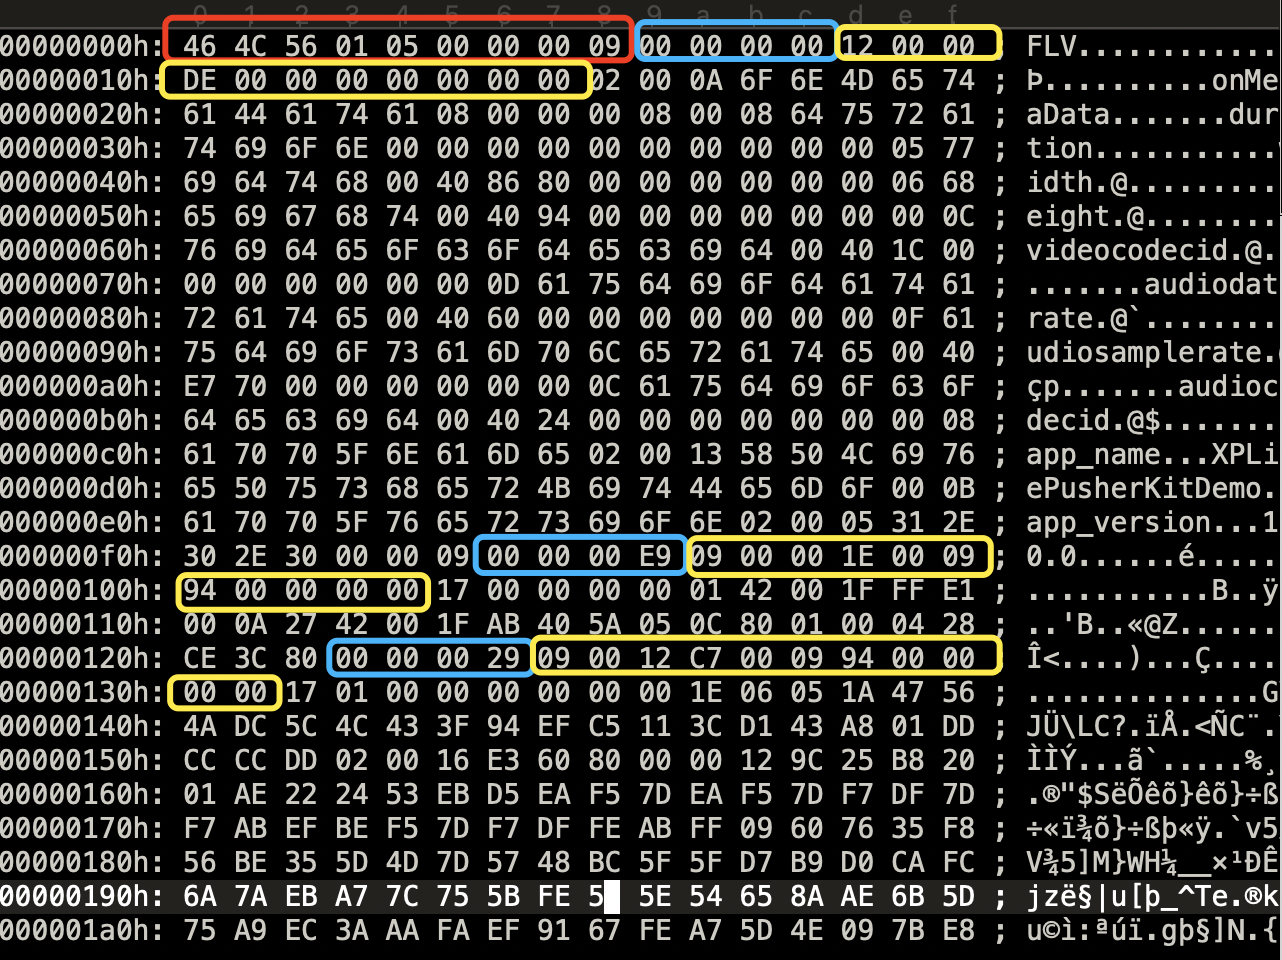 0 1 2 3 4 5 6 7 8 9 a b c d e f
00000000h: 46 4C 56 01 05 00 00 00 09 00 00 00 00 12 00 00 ; FLV.............
00000010h: DE 00 00 00 00 00 00 00 02 00 0A 6F 6E 4D 65 74 ; Þ..........onMe
00000020h: 61 44 61 74 61 08 00 00 00 08 00 08 64 75 72 61 ; aData.......dur
00000030h: 74 69 6F 6E 00 00 00 00 00 00 00 00 00 00 05 77 ; tion...........
00000040h: 69 64 74 68 00 40 86 80 00 00 00 00 00 00 06 68 ; idth.@.........
00000050h: 65 69 67 68 74 00 40 94 00 00 00 00 00 00 00 0C ; eight.@........
00000060h: 76 69 64 65 6F 63 6F 64 65 63 69 64 00 40 1C 00 ; videocodecid.@.
00000070h: 00 00 00 00 00 00 0D 61 75 64 69 6F 64 61 74 61 ; .......audiodat
00000080h: 72 61 74 65 00 40 60 00 00 00 00 00 00 00 0F 61 ; rate.@`........
00000090h: 75 64 69 6F 73 61 6D 70 6C 65 72 61 74 65 00 40 ; udiosamplerate.
000000a0h: E7 70 00 00 00 00 00 00 0C 61 75 64 69 6F 63 6F ; çp.......audioc
000000b0h: 64 65 63 69 64 00 40 24 00 00 00 00 00 00 00 08 ; decid.@$.......
000000c0h: 61 70 70 5F 6E 61 6D 65 02 00 13 58 50 4C 69 76 ; app_name...XPLi
000000d0h: 65 50 75 73 68 65 72 4B 69 74 44 65 6D 6F 00 0B ; ePusherKitDemo.
000000e0h: 61 70 70 5F 76 65 72 73 69 6F 6E 02 00 05 31 2E ; app_version...1
000000f0h: 30 2E 30 00 00 09 00 00 00 E9 09 00 00 1E 00 09 ; 0.0......é.....
00000100h: 94 00 00 00 00 17 00 00 00 00 01 42 00 1F FF E1 ; ...........B..ÿ
00000110h: 00 0A 27 42 00 1F AB 40 5A 05 0C 80 01 00 04 28 ; ..'B..«@Z......
00000120h: CE 3C 80 00 00 00 29 09 00 12 C7 00 09 94 00 00 ; Î<....)...Ç....
00000130h: 00 00 17 01 00 00 00 00 00 00 1E 06 05 1A 47 56 ; ..............G
00000140h: 4A DC 5C 4C 43 3F 94 EF C5 11 3C D1 43 A8 01 DD ; JÜ\LC?.ïÅ.<ÑC¨.
00000150h: CC CC DD 02 00 16 E3 60 80 00 00 12 9C 25 B8 20 ; ÌÌÝ...ã`.....%¸
00000160h: 01 AE 22 24 53 EB D5 EA F5 7D EA F5 7D F7 DF 7D ; .®"$SëÕêõ}êõ}÷ß
00000170h: F7 AB EF BE F5 7D F7 DF FE AB FF 09 60 76 35 F8 ; ÷«ï¾õ}÷ßþ«ÿ.`v5
00000180h: 56 BE 35 5D 4D 7D 57 48 BC 5F 5F D7 B9 D0 CA FC ; V¾5]M}WH¼__×¹ÐÊ
00000190h: 6A 7A EB A7 7C 75 5B FE 5 5E 54 65 8A AE 6B 5D ; jzë§|u[þ_^Te.®k
000001a0h: 75 A9 EC 3A AA FA EF 91 67 FE A7 5D 4E 09 7B E8 ; u©ì:ªúï.gþ§]N.{